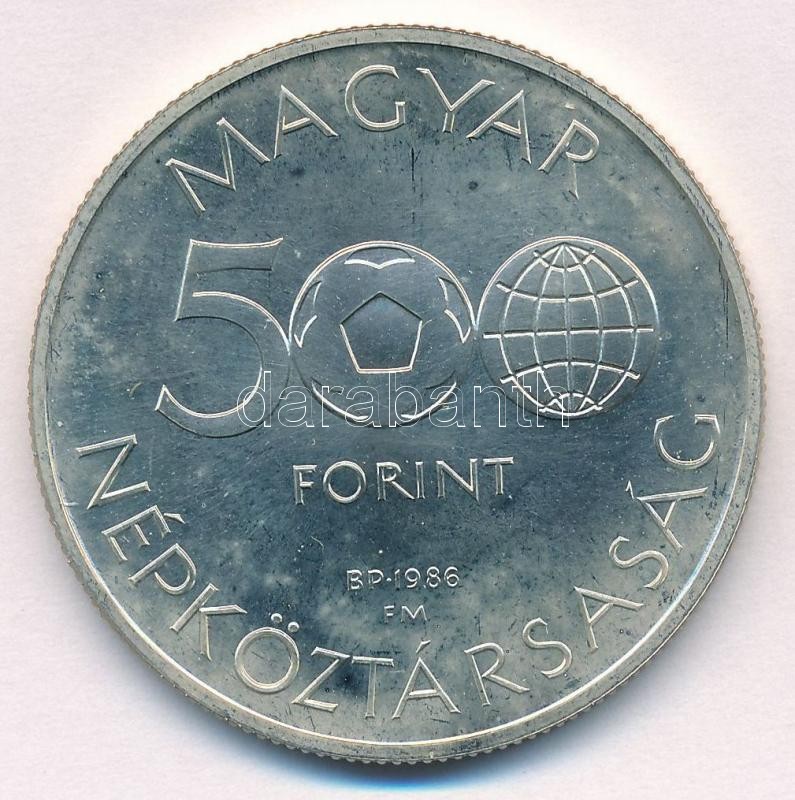 MAGYAR
500
darabanth
FORINT
BP·1986
FM
NÉPKÖZTÁRSASÁG